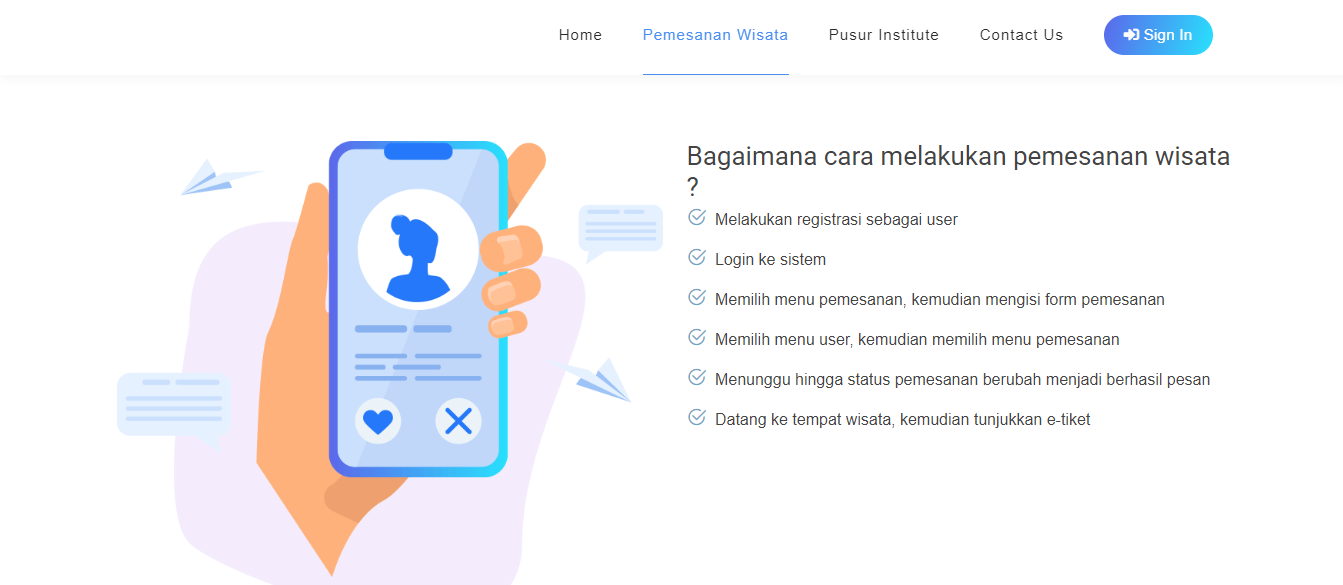 Home
Pemesanan Wisata
Pusur Institute
Contact Us
Sign In
Bagaimana cara melakukan pemesanan wisata
?
Melakukan registrasi sebagai user
Login ke sistem
Memilih menu pemesanan, kemudian mengisi form pemesanan
Memilih menu user, kemudian memilih menu pemesanan
Menunggu hingga status pemesanan berubah menjadi berhasil pesan
Datang ke tempat wisata, kemudian tunjukkan e-tiket